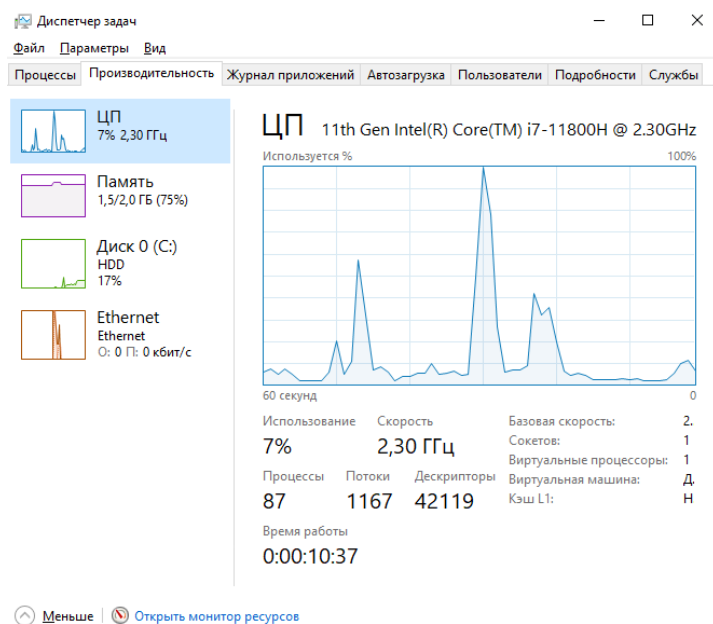 Диспетчер задач
Файл Параметры Вид
Процессы Производительность Журнал приложений Автозагрузка Пользователи Подробности Службы
ЦП
7% 2,30 ГГц
Память
1,5/2,0 ГБ (75%)
Диск 0 (C:)
HDD
17%
Ethernet
Ethernet
О: 0 П: 0 кбит/с
ЦП 11th Gen Intel(R) Core(TM) i7-11800H @ 2.30GHz
Используется % 100%
60 секунд 0
Использование Скорость
7% 2,30 ГГц
Процессы Потоки Дескрипторы
87 1167 42119
Время работы
0:00:10:37
Базовая скорость: 2.
Сокетов: 1
Виртуальные процессоры: 1
Виртуальная машина: Д
Кэш L1: Н
Меньше Открыть монитор ресурсов